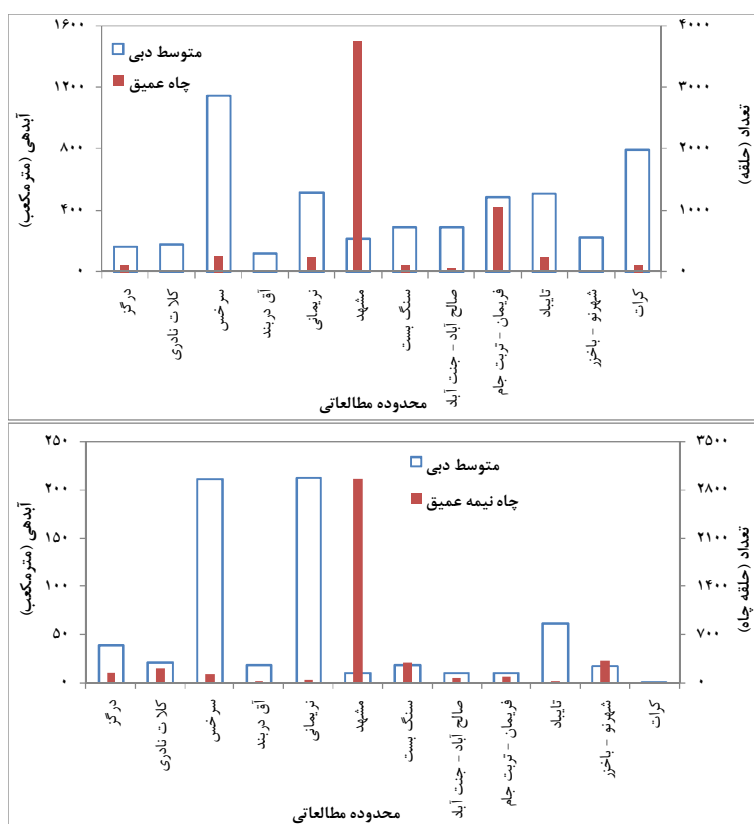 متوسط دبی
چاه عمیق
آبدهی (مترمکعب)
۱۶۰۰
۱۲۰۰
۸۰۰
۴۰۰
۰
تعداد (حلقه)
۴۰۰۰
۳۰۰۰
۲۰۰۰
۱۰۰۰
۰
درگز
کلات نادری
سرخس
آق دربند
نریمانی
مشهد
سنگ بست
صالح آباد - جنت آباد
فریمان - تربت جام
تایباد
شهرنو - باخزر
کرات
محدوده مطالعاتی
متوسط دبی
چاه نیمه عمیق
آبدهی (مترمکعب)
۲۵۰
۲۰۰
۱۵۰
۱۰۰
۵۰
۰
تعداد (حلقه چاه)
۳۵۰۰
۲۸۰۰
۲۱۰۰
۱۴۰۰
۷۰۰
۰
درگز
کلات نادری
سرخس
آق دربند
نریمانی
مشهد
سنگ بست
صالح آباد - جنت آباد
فریمان - تربت جام
تایباد
شهرنو - باخزر
کرات
محدوده مطالعاتی